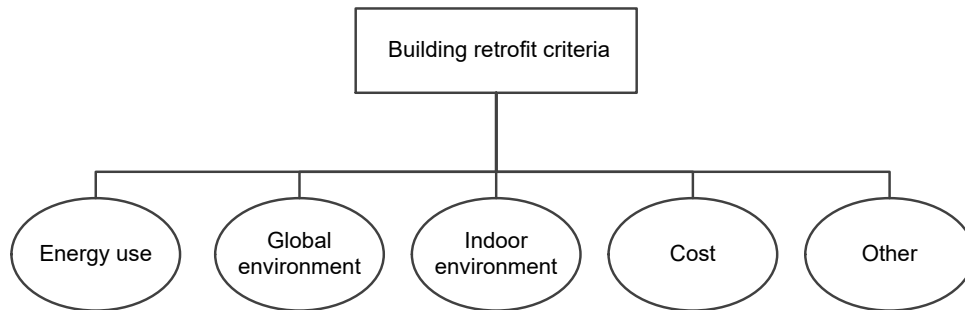 Building retrofit criteria
Energy use
Global
environment
Indoor
environment
Cost
Other